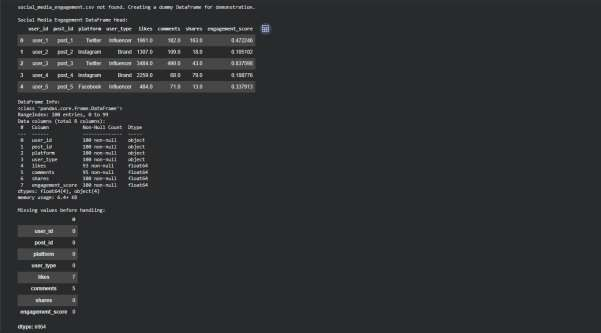 social_media_engagement.csv not found. Creating a dummy DataFrame for demonstration.
Social Media Engagement DataFrame Head:
user_id post_id platform user_type likes comments shares engagement_score
0 user_1 post_1 Twitter Influencer 1981.0 182.0 163.0 0.472246
1 user_2 post_2 Instagram Brand 1307.0 109.0 18.0 0.105102
2 user_3 post_3 Twitter Influencer 3484.0 490.0 43.0 0.837098
3 user_4 post_4 Instagram Brand 2259.0 68.0 79.0 0.188776
4 user_5 post_5 Facebook Influencer 484.0 71.0 13.0 0.337913
DataFrame Info:
<class 'pandas.core.frame.DataFrame'>
RangeIndex: 100 entries, 0 to 99
Data columns (total 8 columns):
# Column Non-Null Count Dtype
--- ------ -------------- -----
0 user_id 100 non-null object
1 post_id 100 non-null object
2 platform 100 non-null object
3 user_type 100 non-null object
4 likes 93 non-null float64
5 comments 95 non-null float64
6 shares 100 non-null float64
7 engagement_score 100 non-null float64
dtypes: float64(4), object(4)
memory usage: 6.4+ KB
Missing values before handling:
0
user_id 0
post_id 0
platform 0
user_type 0
likes 7
comments 5
shares 0
engagement_score 0
dtype: int64